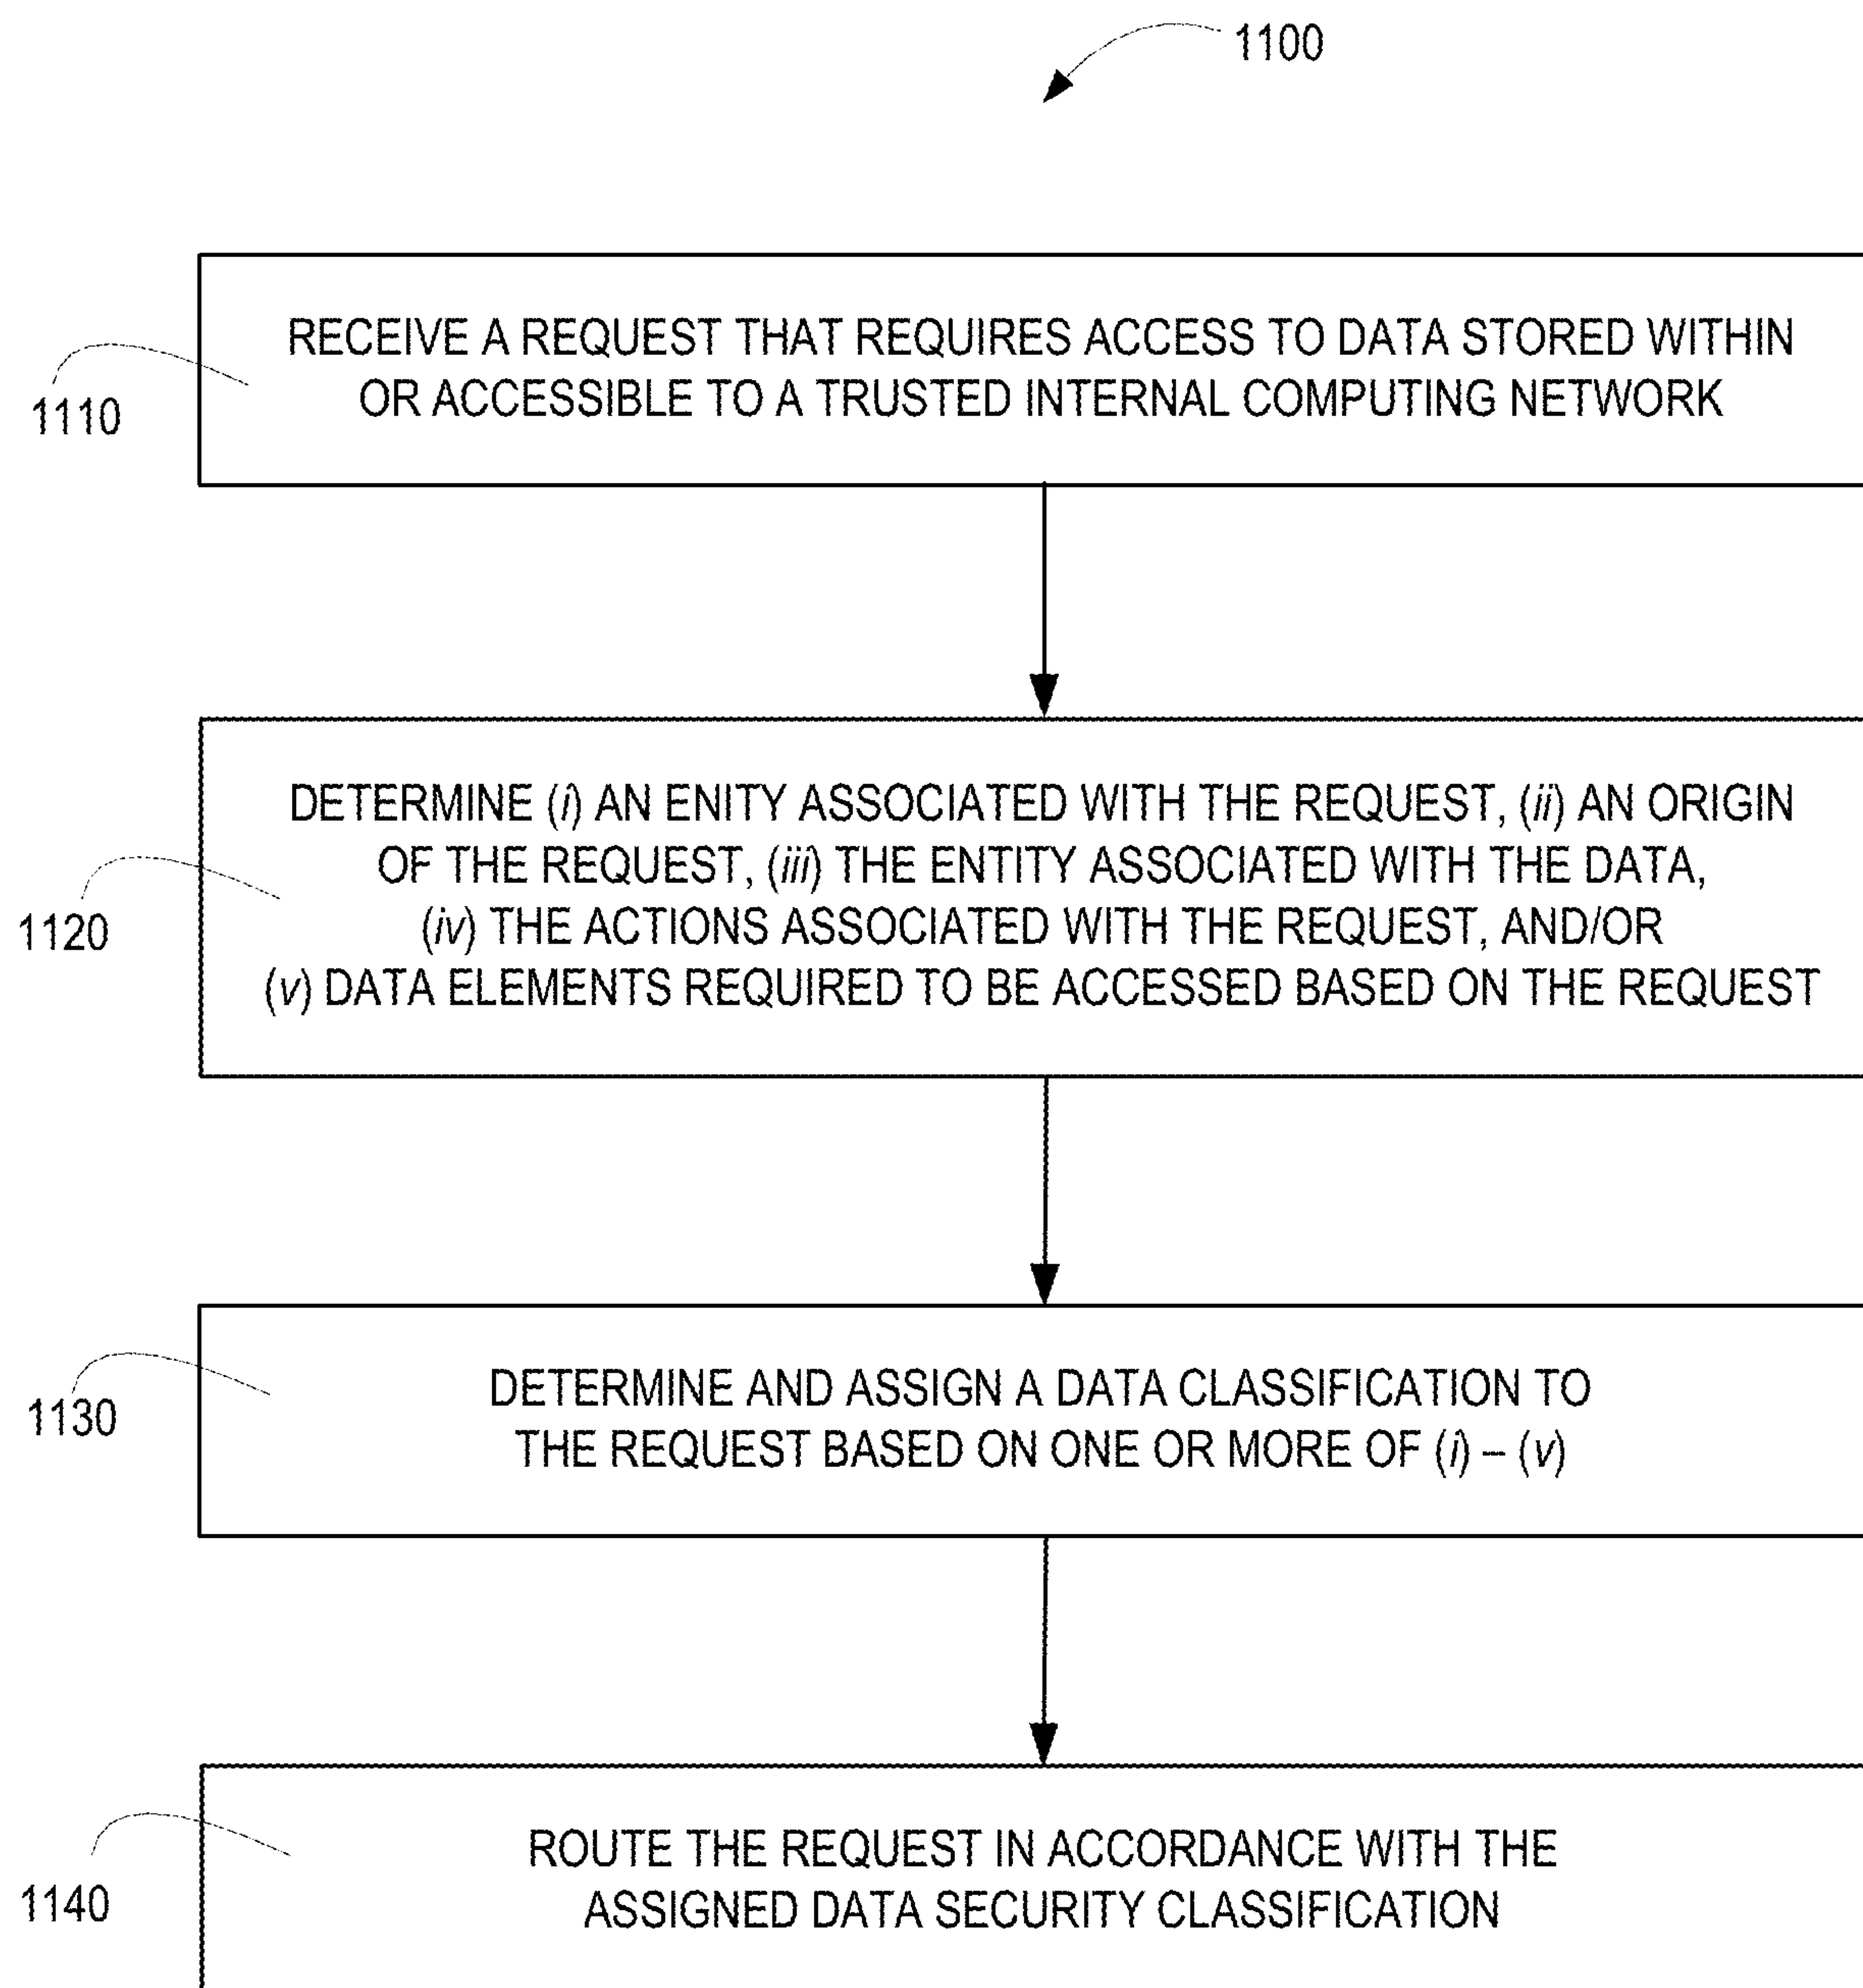 1100
RECEIVE A REQUEST THAT REQUIRES ACCESS TO DATA STORED WITHIN
OR ACCESSIBLE TO A TRUSTED INTERNAL COMPUTING NETWORK
1110
DETERMINE (i) AN ENITY ASSOCIATED WITH THE REQUEST, (ii) AN ORIGIN
OF THE REQUEST, (iii) THE ENTITY ASSOCIATED WITH THE DATA,
(iv) THE ACTIONS ASSOCIATED WITH THE REQUEST, AND/OR
(v) DATA ELEMENTS REQUIRED TO BE ACCESSED BASED ON THE REQUEST
1120
DETERMINE AND ASSIGN A DATA CLASSIFICATION TO
THE REQUEST BASED ON ONE OR MORE OF (i) – (v)
1130
ROUTE THE REQUEST IN ACCORDANCE WITH THE
ASSIGNED DATA SECURITY CLASSIFICATION
1140